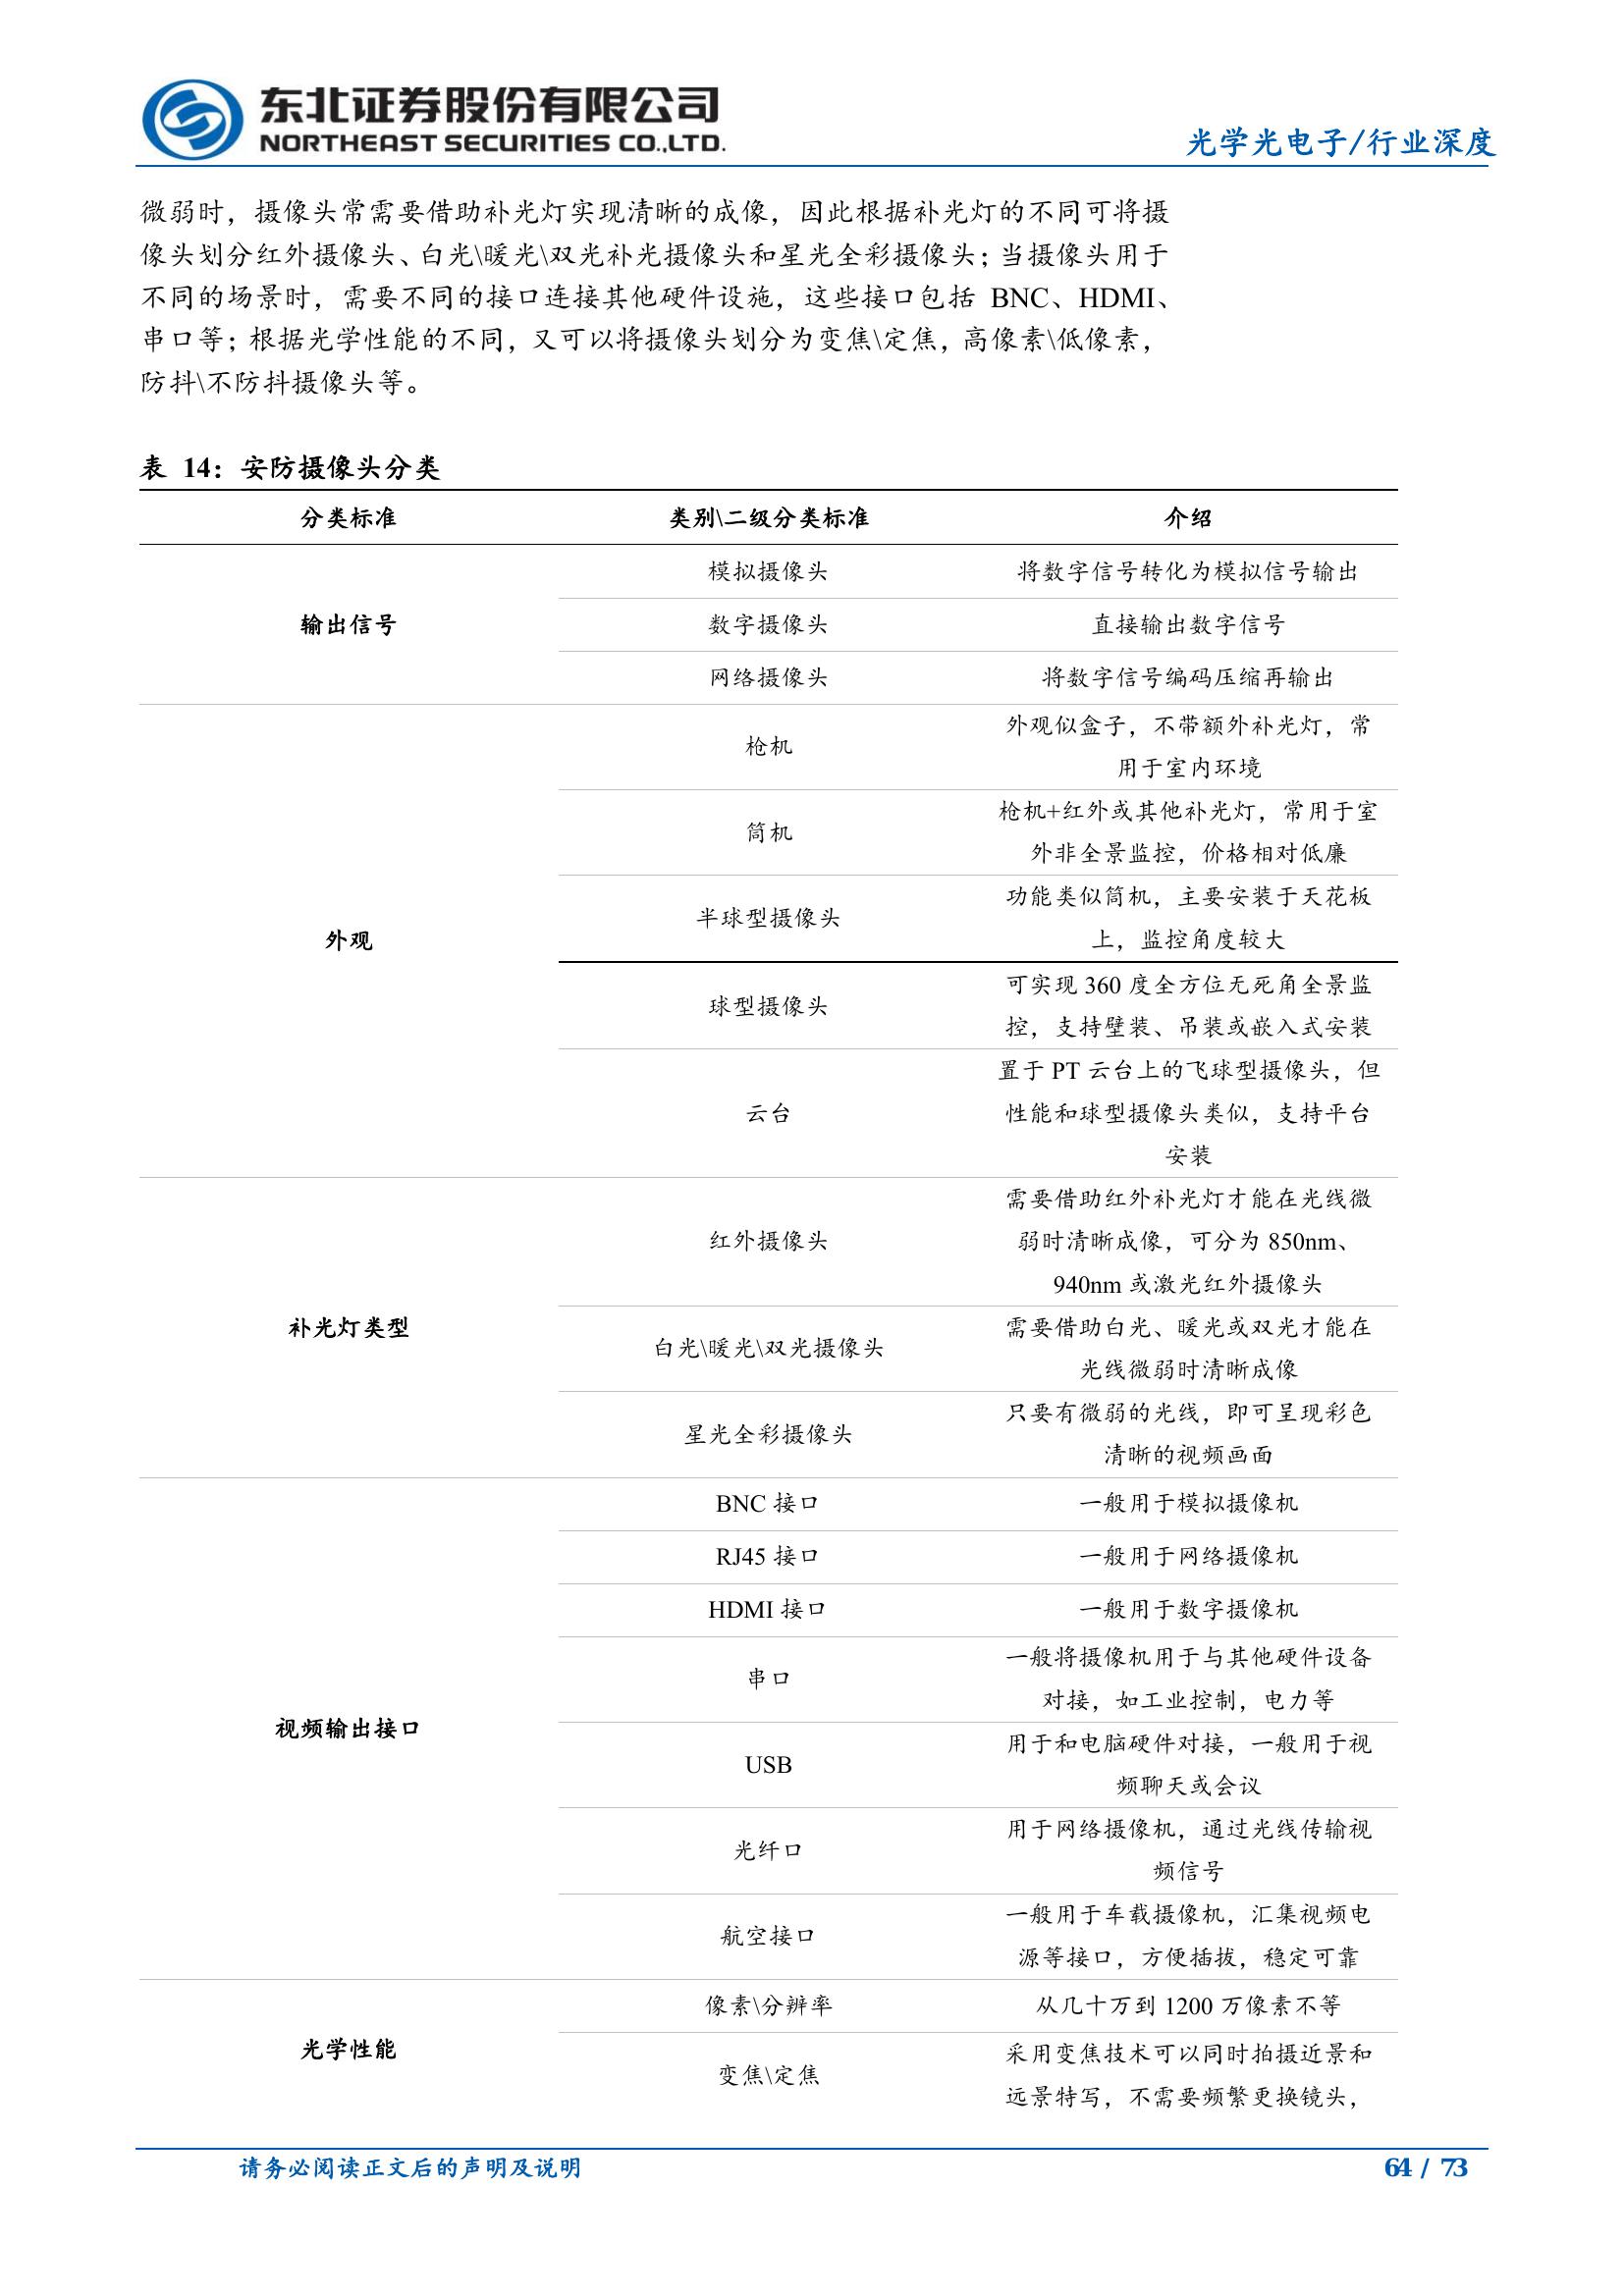 东北证券股份有限公司
NORTHEAST SECURITIES CO.,LTD.
光学光电子/行业深度
微弱时，摄像头常需要借助补光灯实现清晰的成像，因此根据补光灯的不同可将摄
像头划分红外摄像头、白光\暖光\双光补光摄像头和星光全彩摄像头；当摄像头用于
不同的场景时，需要不同的接口连接其他硬件设施，这些接口包括 BNC、HDMI、
串口等；根据光学性能的不同，又可以将摄像头划分为变焦\定焦，高像素\低像素，
防抖\不防抖摄像头等。
表 14：安防摄像头分类
分类标准 类别\二级分类标准 介绍
输出信号
模拟摄像头 将数字信号转化为模拟信号输出
数字摄像头 直接输出数字信号
网络摄像头 将数字信号编码压缩再输出
外观
枪机
外观似盒子，不带额外补光灯，常
用于室内环境
筒机
枪机+红外或其他补光灯，常用于室
外非全景监控，价格相对低廉
半球型摄像头
功能类似筒机，主要安装于天花板
上，监控角度较大
球型摄像头
可实现 360 度全方位无死角全景监
控，支持壁装、吊装或嵌入式安装
云台
置于 PT 云台上的飞球型摄像头，但
性能和球型摄像头类似，支持平台
安装
补光灯类型
红外摄像头
需要借助红外补光灯才能在光线微
弱时清晰成像，可分为 850nm、
940nm 或激光红外摄像头
白光\暖光\双光摄像头
需要借助白光、暖光或双光才能在
光线微弱时清晰成像
星光全彩摄像头
只要有微弱的光线，即可呈现彩色
清晰的视频画面
视频输出接口
BNC 接口 一般用于模拟摄像机
RJ45 接口 一般用于网络摄像机
HDMI 接口 一般用于数字摄像机
串口
一般将摄像机用于与其他硬件设备
对接，如工业控制，电力等
USB
用于和电脑硬件对接，一般用于视
频聊天或会议
光纤口
用于网络摄像机，通过光线传输视
频信号
航空接口
一般用于车载摄像机，汇集视频电
源等接口，方便插拔，稳定可靠
光学性能
像素\分辨率 从几十万到 1200 万像素不等
变焦\定焦
采用变焦技术可以同时拍摄近景和
远景特写，不需要频繁更换镜头，
请务必阅读正文后的声明及说明 64 / 73